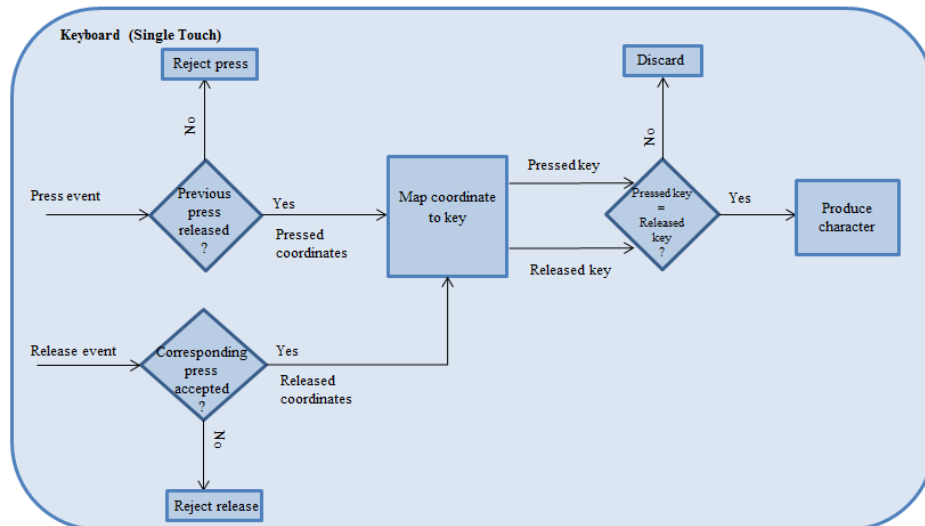 Keyboard (Single Touch)
Reject press
Discard
No
No
Press event
Previous
press
released
?
Yes
Pressed
coordinates
Map coordinate
to key
Pressed key
Released key
Pressed key
=
Released
key
?
Yes
Produce
character
Release event
Corresponding
press
accepted
?
Yes
Released
coordinates
No
Reject release